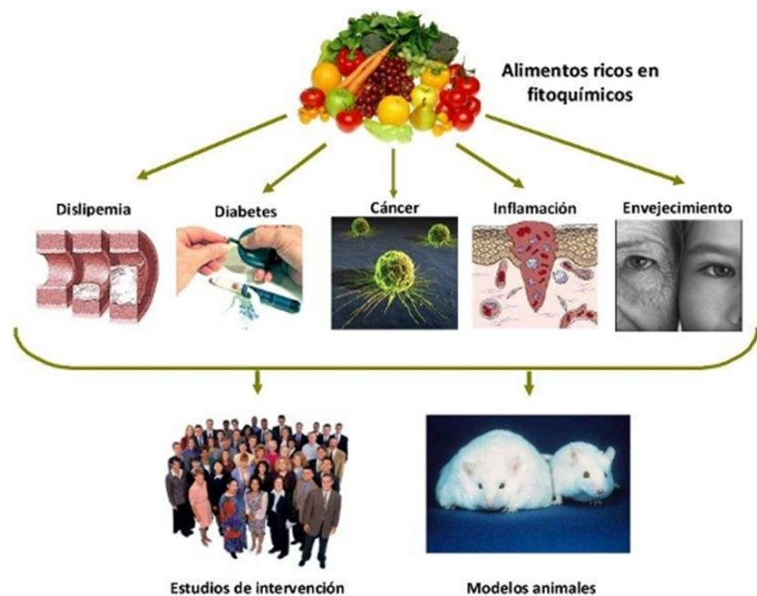 Alimentos ricos en
fitoquímicos
Dislipemia
Diabetes
Cáncer
Inflamación
Envejecimiento
Estudios de intervención
Modelos animales